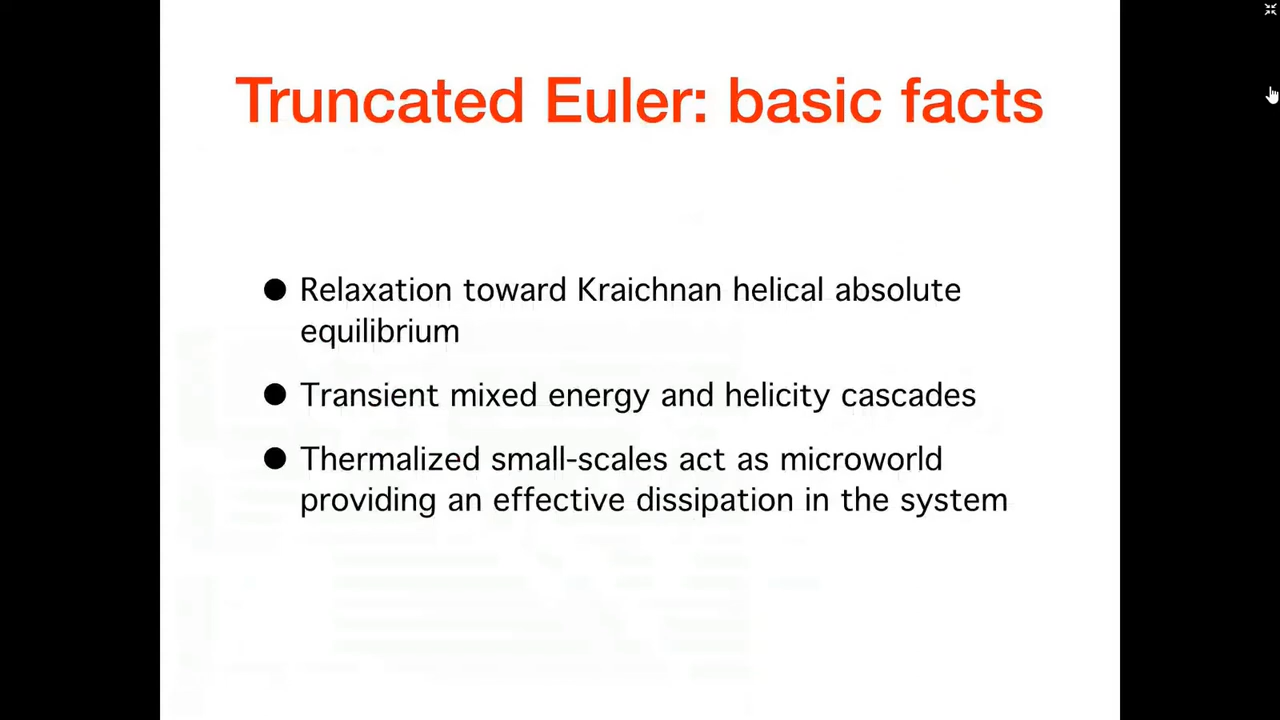 Truncated Euler: basic facts
● Relaxation toward Kraichnan helical absolute
equilibrium
● Transient mixed energy and helicity cascades
● Thermalized small-scales act as microworld
providing an effective dissipation in the system